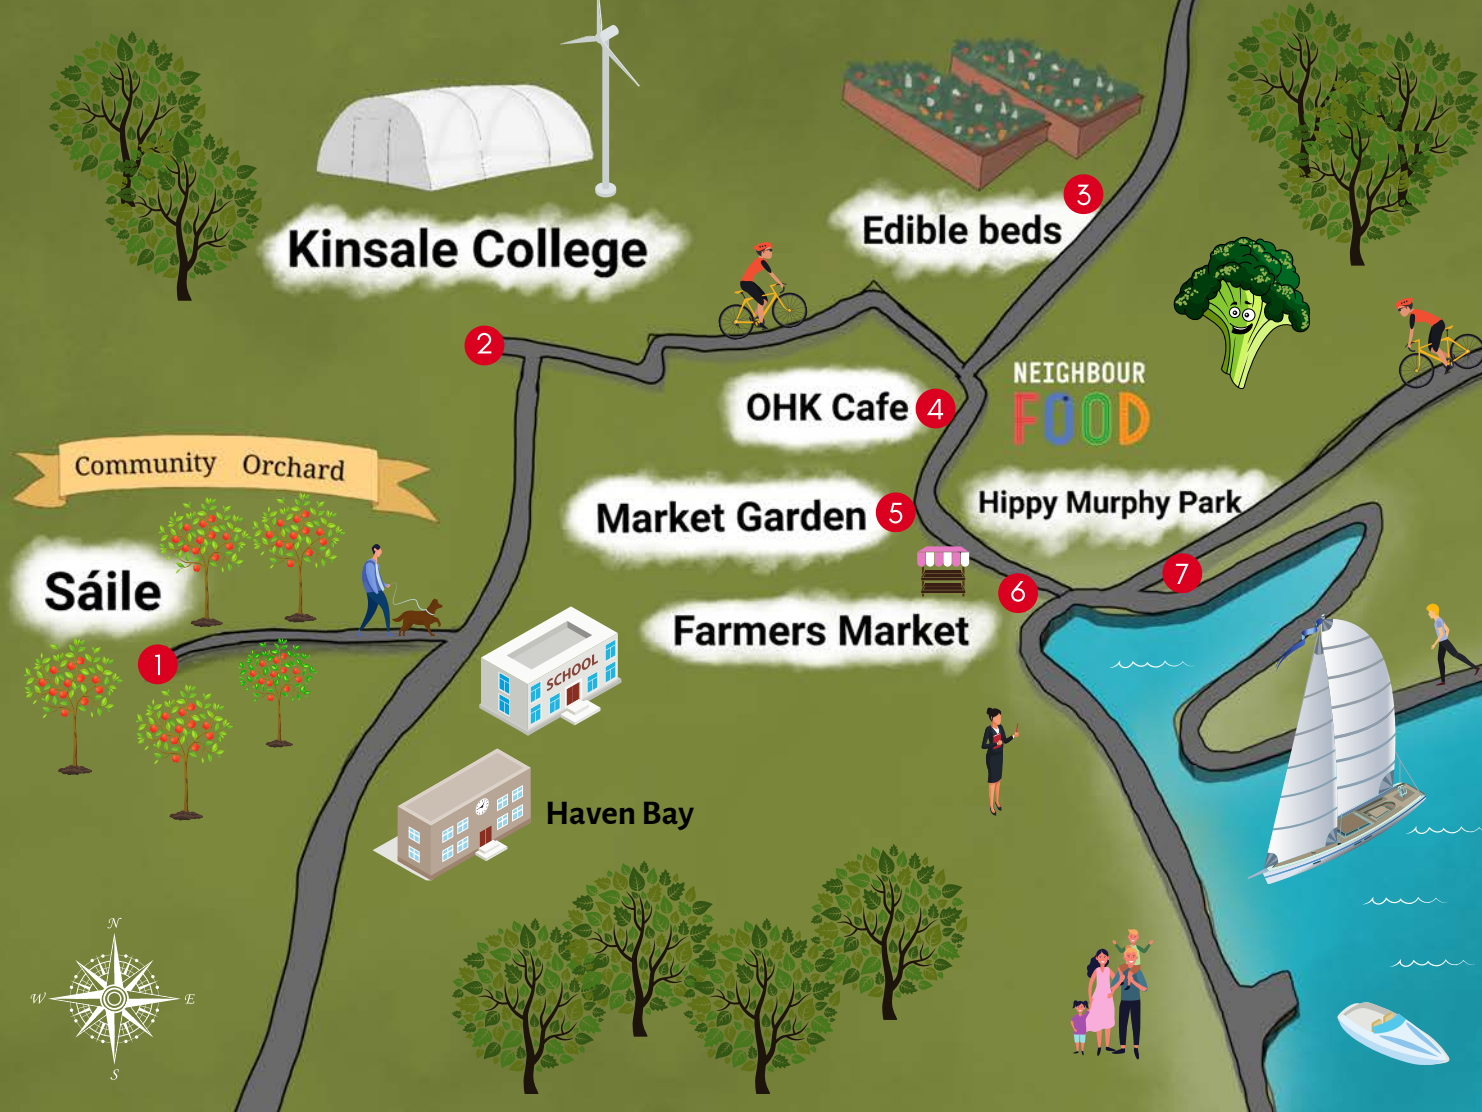 Kinsale College
Edible beds
3
2
OHK Cafe
4
NEIGHBOUR
FOOD
Community Orchard
Market Garden
5
Hippy Murphy Park
Sáile
7
6
Farmers Market
1
SCHOOL
Haven Bay
N
W
E
S